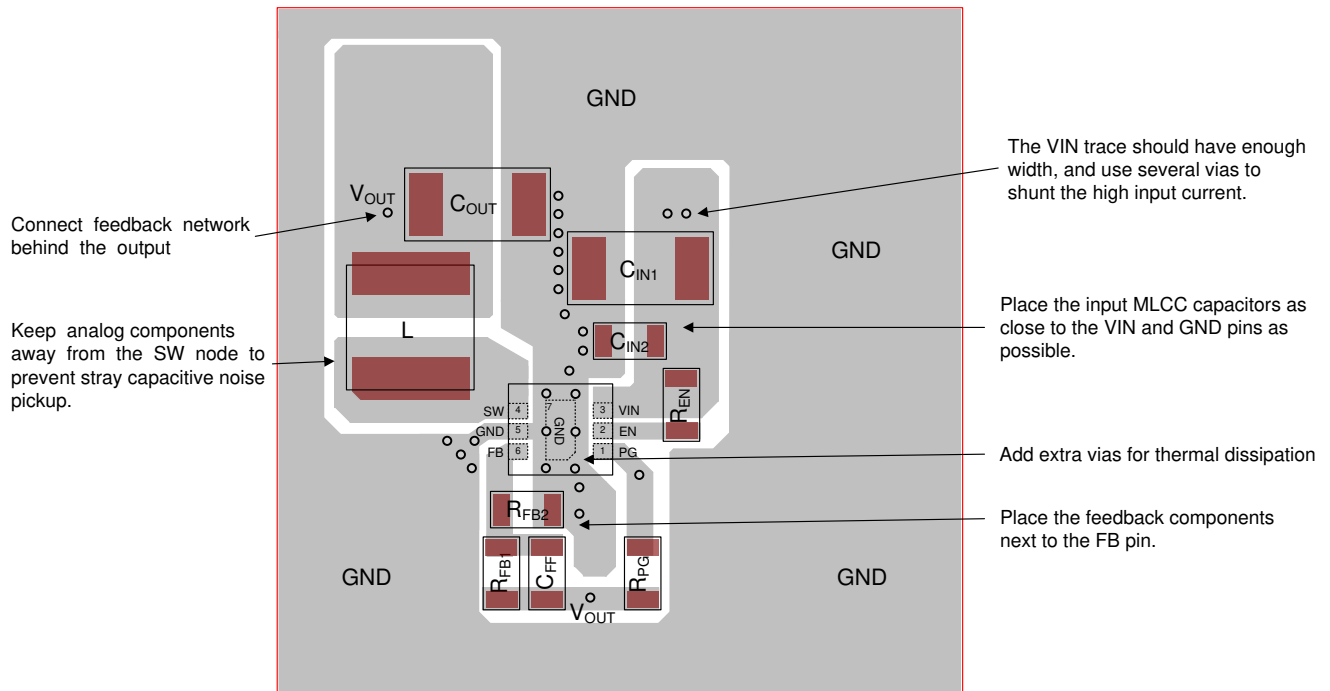 GND
The VIN trace should have enough
width, and use several vias to
shunt the high input current.
VOUT
COUT
Connect feedback network
behind the output
GND
CIN1
Place the input MLCC capacitors as
close to the VIN and GND pins as
possible.
Keep analog components
away from the SW node to
prevent stray capacitive noise
pickup.
L
CIN2
REN
SW 4 7 3 VIN
GND 5 GND 2 EN
FB 6 1 PG
Add extra vias for thermal dissipation
RFB2
Place the feedback components
next to the FB pin.
GND
RFB1
CFF
RPG
GND
VOUT